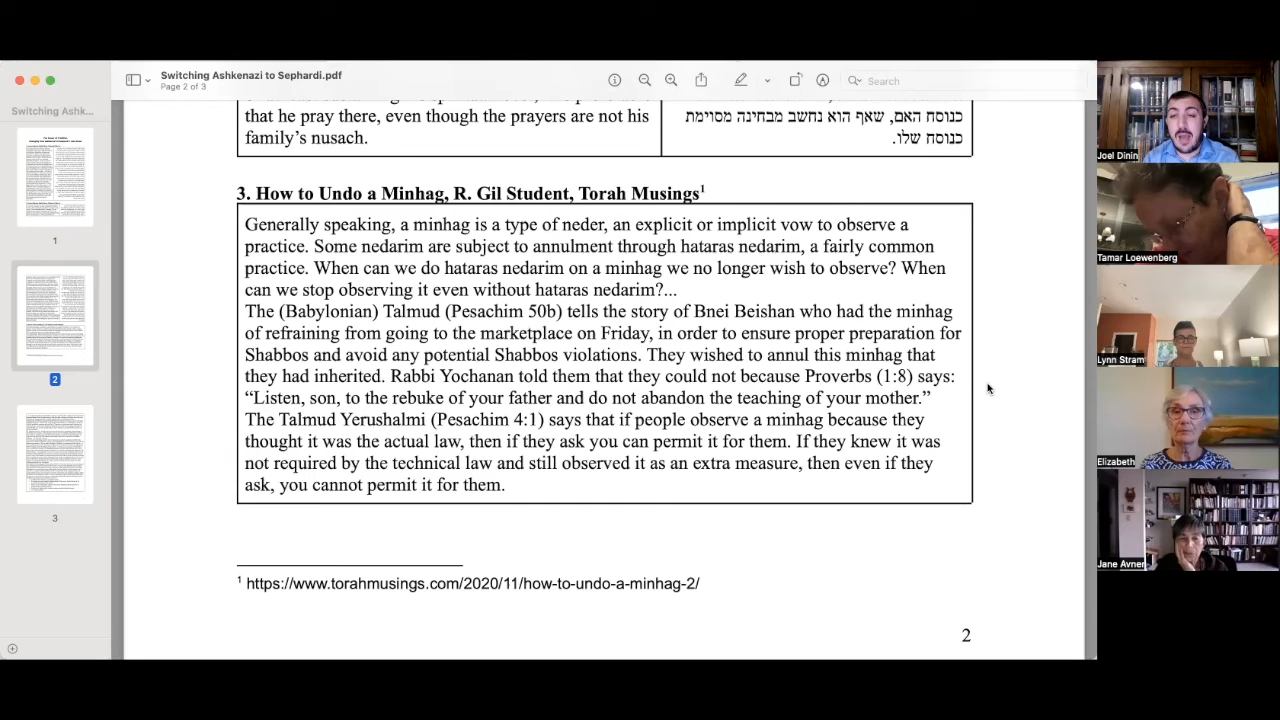 Switching Ashkenazi to Sephardi.pdf
Page 2 of 3
Search
Switching Ashk...
1
2
3
that he pray there, even though the prayers are not his
family's nusach.
כנוסח האם, שאף הוא נחשב מבחינה מסוימת
כנוסח שלו.
3. How to Undo a Minhag, R. Gil Student, Torah Musings¹
Generally speaking, a minhag is a type of neder, an explicit or implicit vow to observe a
practice. Some nedarim are subject to annulment through hataras nedarim, a fairly common
practice. When can we do hataras nedarim on a minhag we no longer wish to observe? When
can we stop observing it even without hataras nedarim?...
The (Babylonian) Talmud (Pesachim 50b) tells the story of Bnei Beishan who had the minhag
of refraining from going to the marketplace on Friday, in order to ensure proper preparation for
Shabbos and avoid any potential Shabbos violations. They wished to annul this minhag that
they had inherited. Rabbi Yochanan told them that they could not because Proverbs (1:8) says:
“Listen, son, to the rebuke of your father and do not abandon the teaching of your mother.”
The Talmud Yerushalmi (Pesachim 4:1) says that if people observed a minhag because they
thought it was the actual law, then if they ask you can permit it for them. If they knew it was
not required by the technical law and still observed it as an extra measure, then even if they
ask, you cannot permit it for them.
¹ https://www.torahmusings.com/2020/11/how-to-undo-a-minhag-2/
2
Joel Dinin
Tamar Loewenberg
Lynn Stram
Elizabeth
Jane Avner